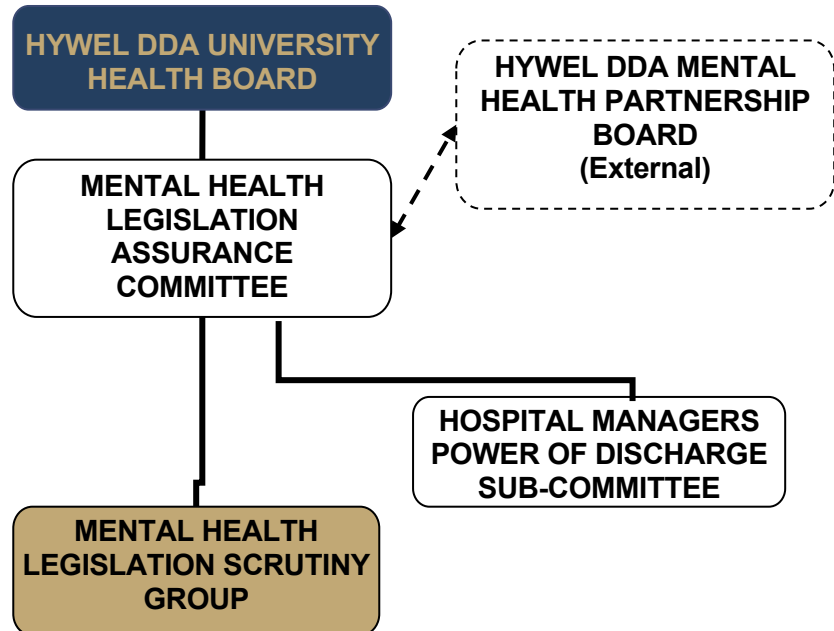 HYWEL DDA UNIVERSITY
HEALTH BOARD
HYWEL DDA MENTAL
HEALTH PARTNERSHIP
BOARD
(External)
MENTAL HEALTH
LEGISLATION
ASSURANCE
COMMITTEE
HOSPITAL MANAGERS
POWER OF DISCHARGE
SUB-COMMITTEE
MENTAL HEALTH
LEGISLATION SCRUTINY
GROUP